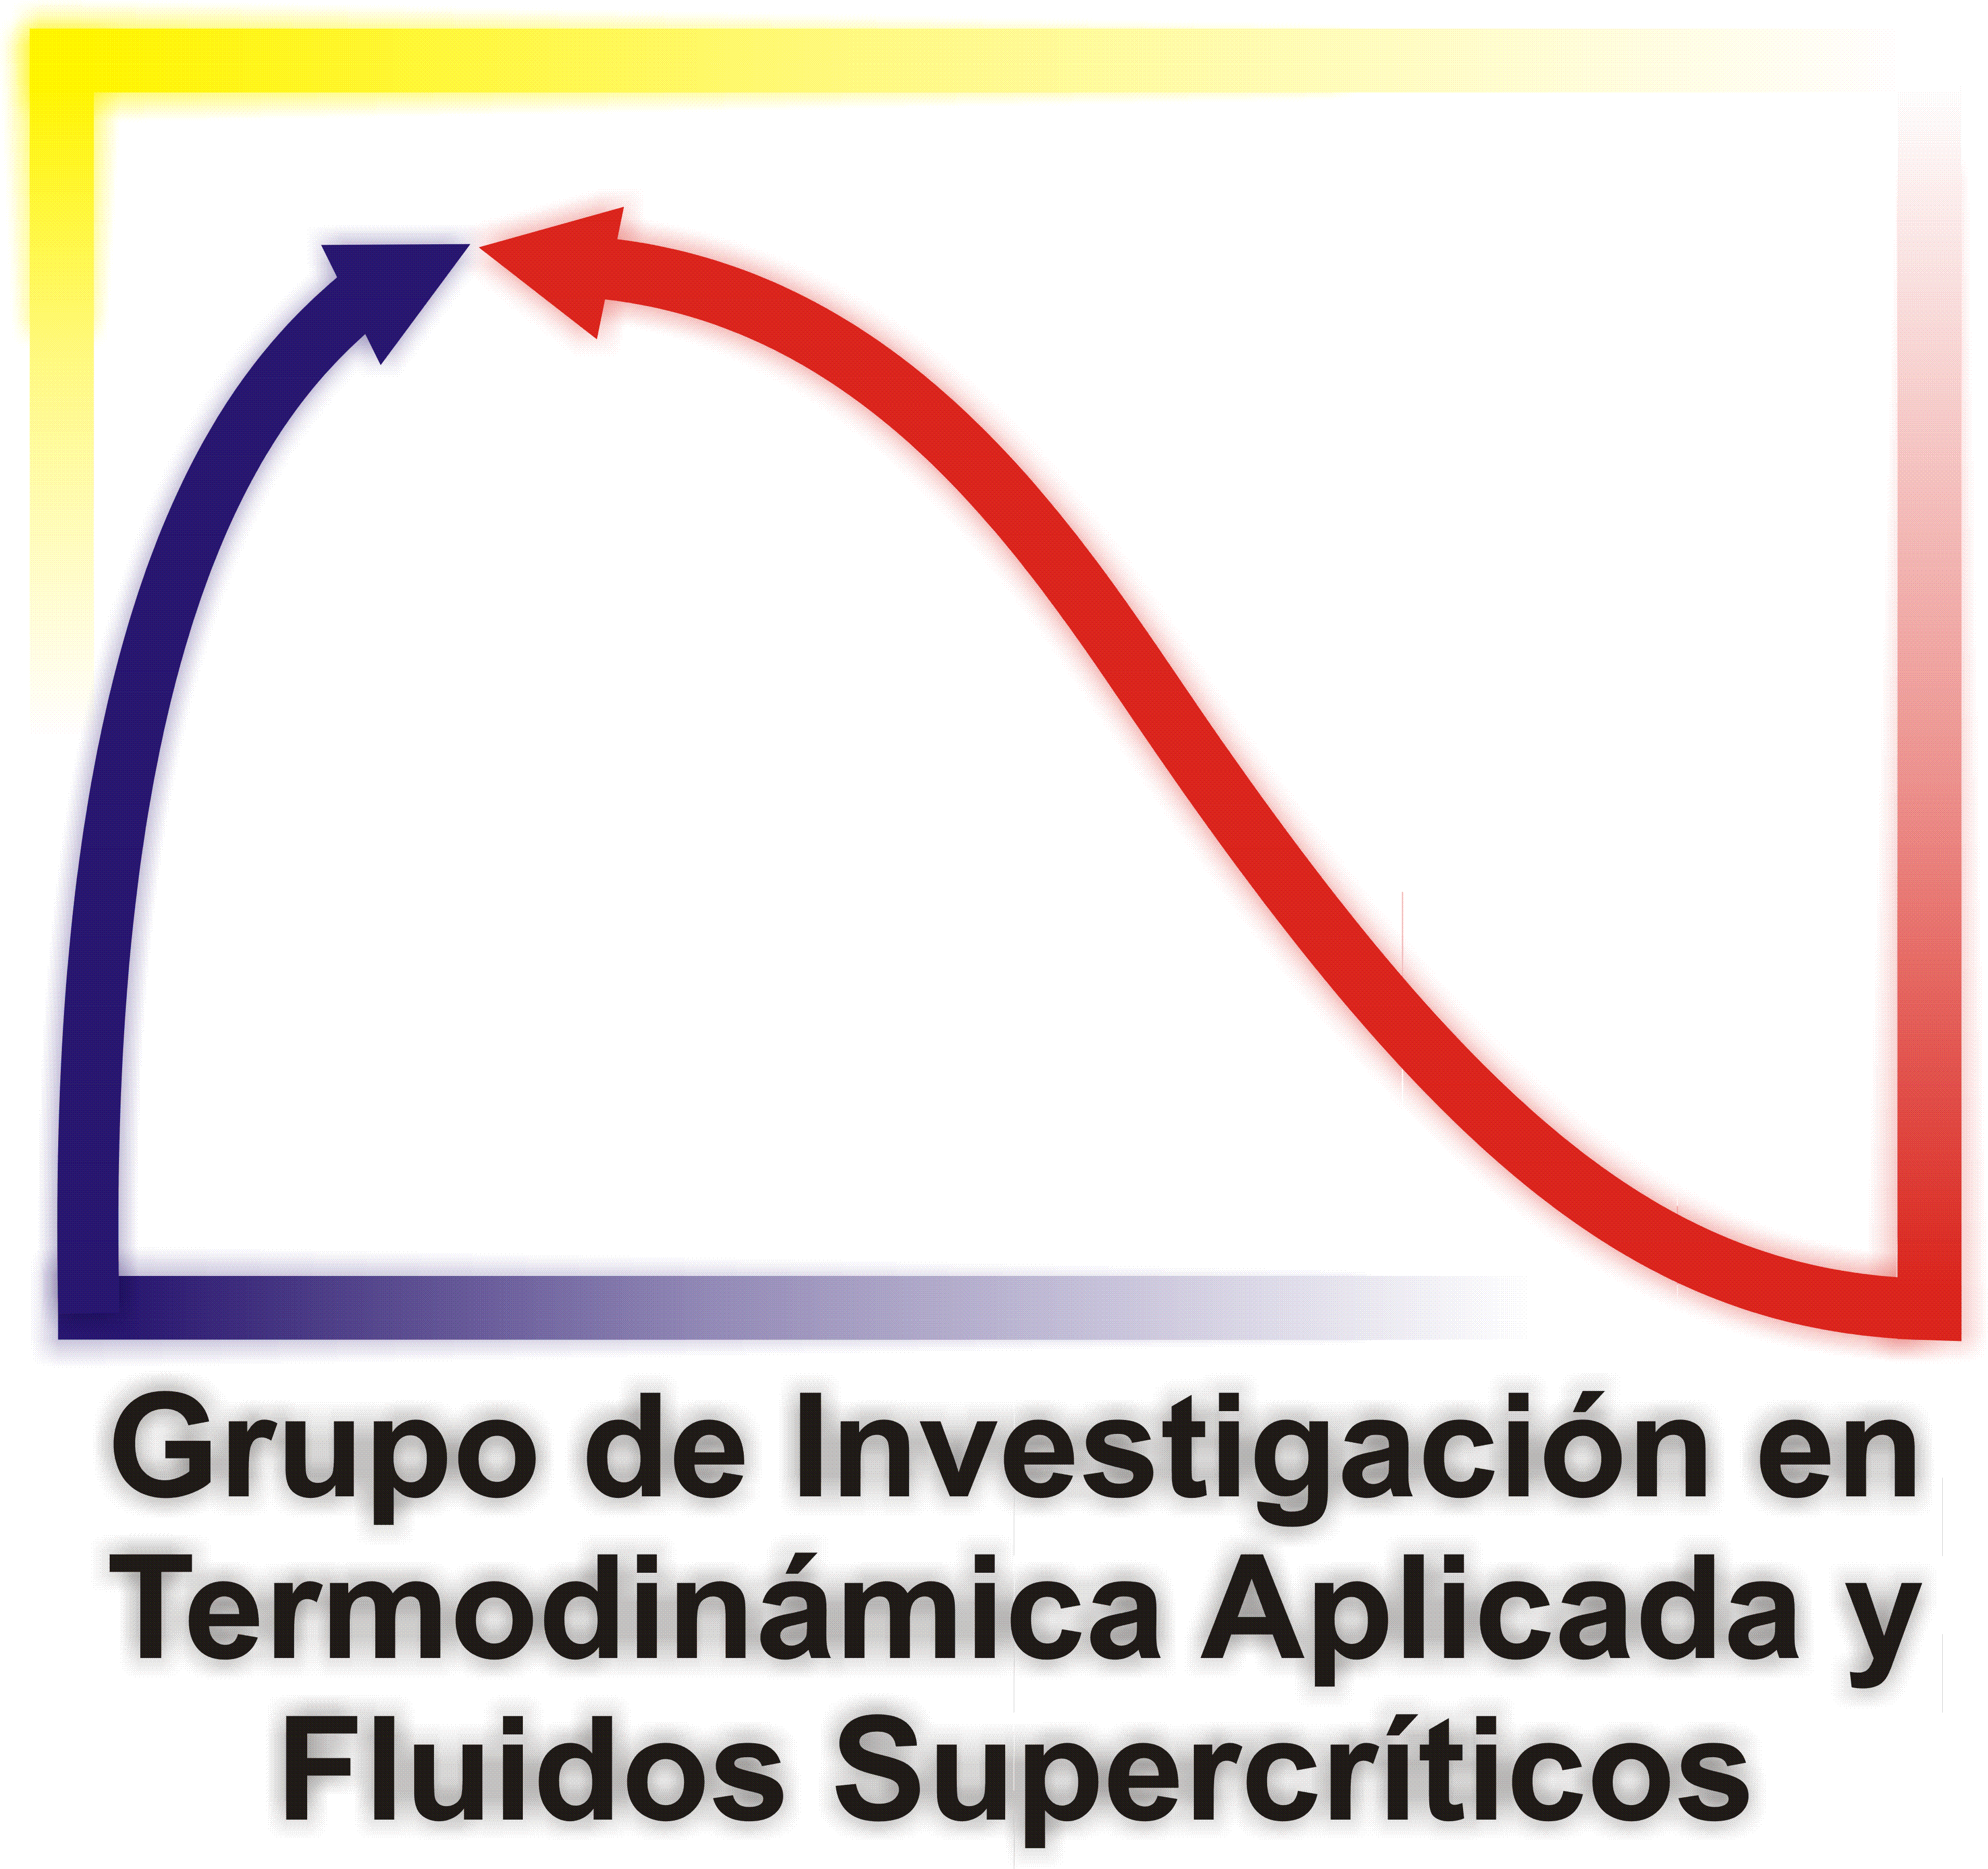 Grupo de Investigación en
Termodinámica Aplicada y
Fluidos Supercríticos